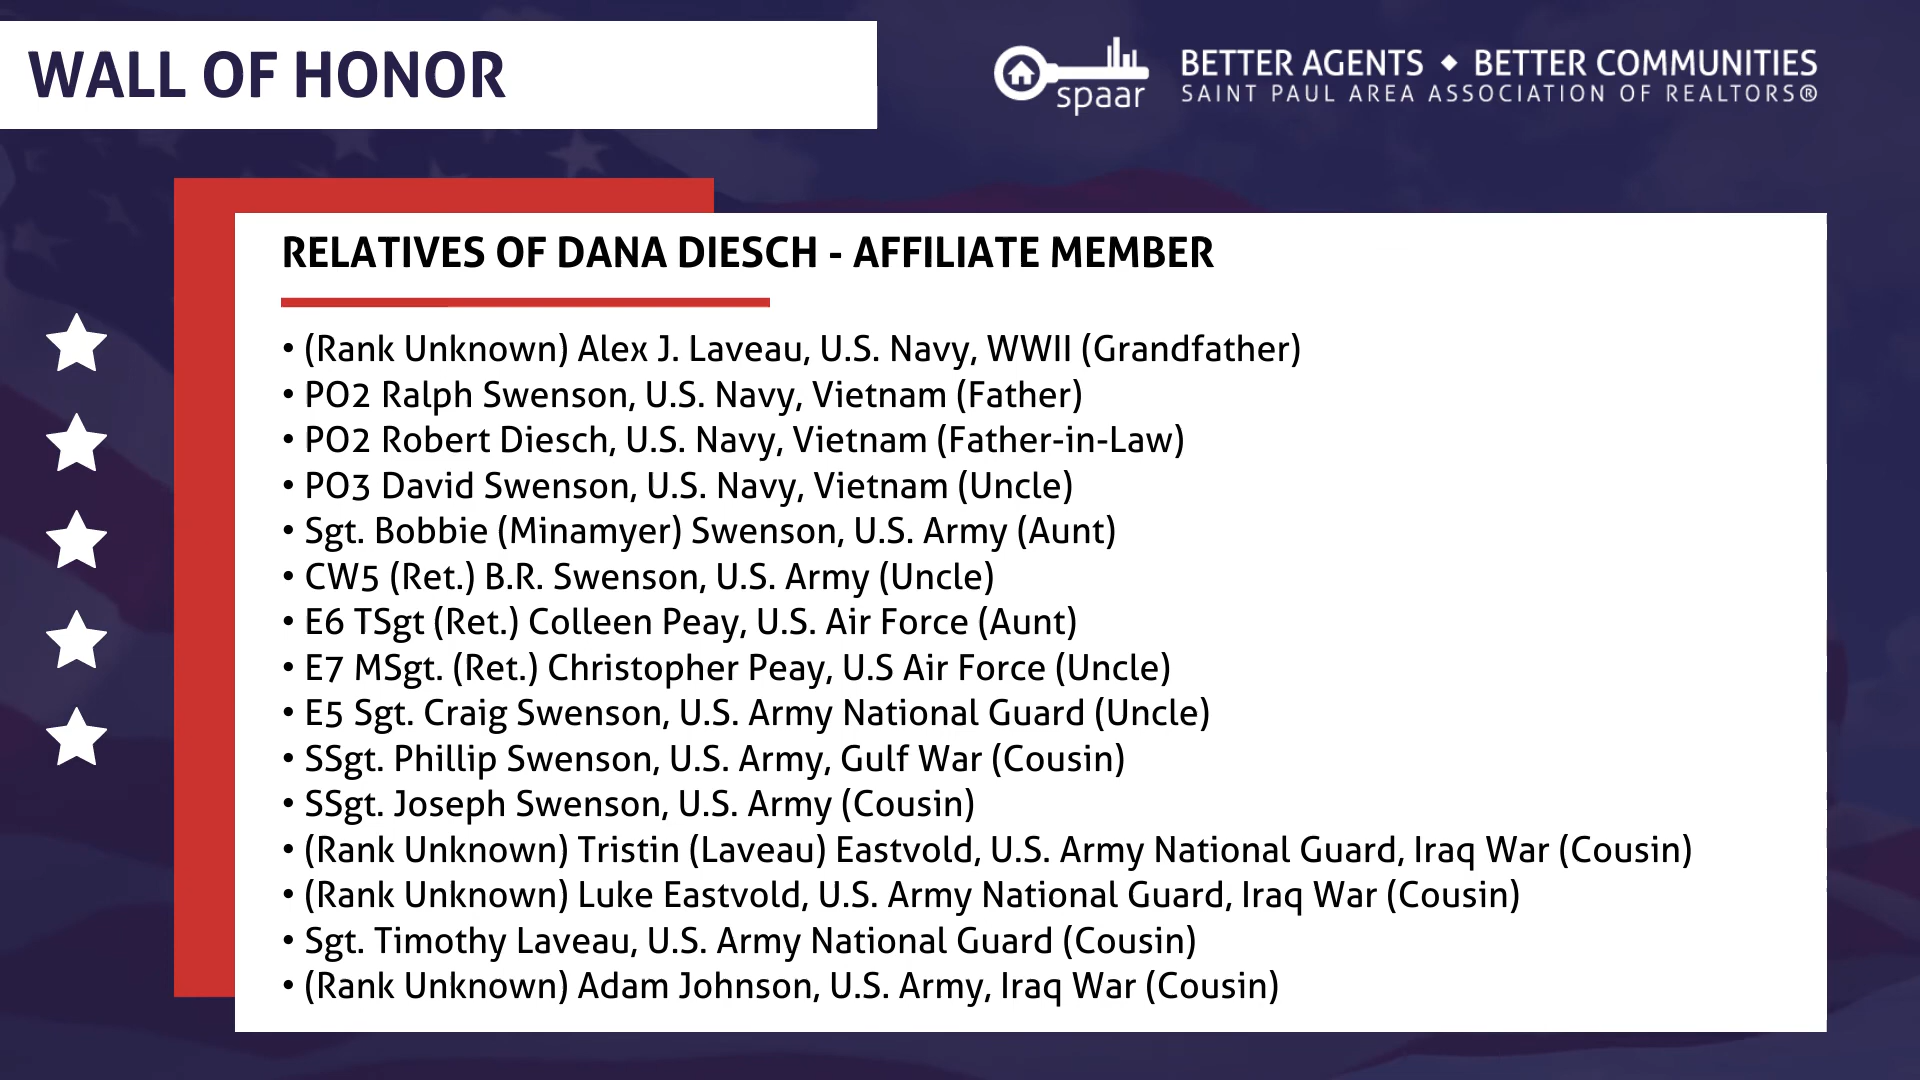 WALL OF HONOR
spaar
BETTER AGENTS ◆ BETTER COMMUNITIES
SAINT PAUL AREA ASSOCIATION OF REALTORS®
RELATIVES OF DANA DIESCH - AFFILIATE MEMBER
• (Rank Unknown) Alex J. Laveau, U.S. Navy, WWII (Grandfather)
• PO2 Ralph Swenson, U.S. Navy, Vietnam (Father)
• PO2 Robert Diesch, U.S. Navy, Vietnam (Father-in-Law)
• PO3 David Swenson, U.S. Navy, Vietnam (Uncle)
• Sgt. Bobbie (Minamyer) Swenson, U.S. Army (Aunt)
• CW5 (Ret.) B.R. Swenson, U.S. Army (Uncle)
• E6 TSgt (Ret.) Colleen Peay, U.S. Air Force (Aunt)
• E7 MSgt. (Ret.) Christopher Peay, U.S Air Force (Uncle)
• E5 Sgt. Craig Swenson, U.S. Army National Guard (Uncle)
• SSgt. Phillip Swenson, U.S. Army, Gulf War (Cousin)
• SSgt. Joseph Swenson, U.S. Army (Cousin)
• (Rank Unknown) Tristin (Laveau) Eastvold, U.S. Army National Guard, Iraq War (Cousin)
• (Rank Unknown) Luke Eastvold, U.S. Army National Guard, Iraq War (Cousin)
• Sgt. Timothy Laveau, U.S. Army National Guard (Cousin)
• (Rank Unknown) Adam Johnson, U.S. Army, Iraq War (Cousin)